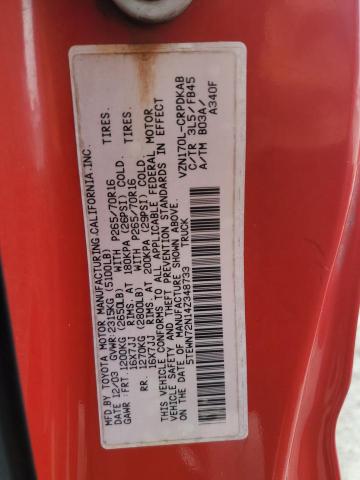 MFD BY TOYOTA MOTOR MANUFACTURING CALIFORNIA INC.
DATE 12/03 GVWR:2315KG(5100LB)
GAWR : FRT.1200KG(2650LB) WITH P265/70R16 TIRES.
16X7JJ RIMS. AT 180KPA(26PSI) COLD.
RR. 1270KG(2800LB) WITH P265/70R16 TIRES.
16X7JJ RIMS. AT 200KPA(29PSI) COLD.
THIS VEHICLE CONFORMS TO ALL APPLICABLE FEDERAL MOTOR
VEHICLE SAFETY AND THEFT PREVENTION STANDARDS IN EFFECT
ON THE DATE OF MANUFACTURE SHOWN ABOVE.
5TEWN72N14Z348733 TRUCK
VZN170L-CRPDKAB
C/TR 3L5/FB45
A/TM B03A/
A340F